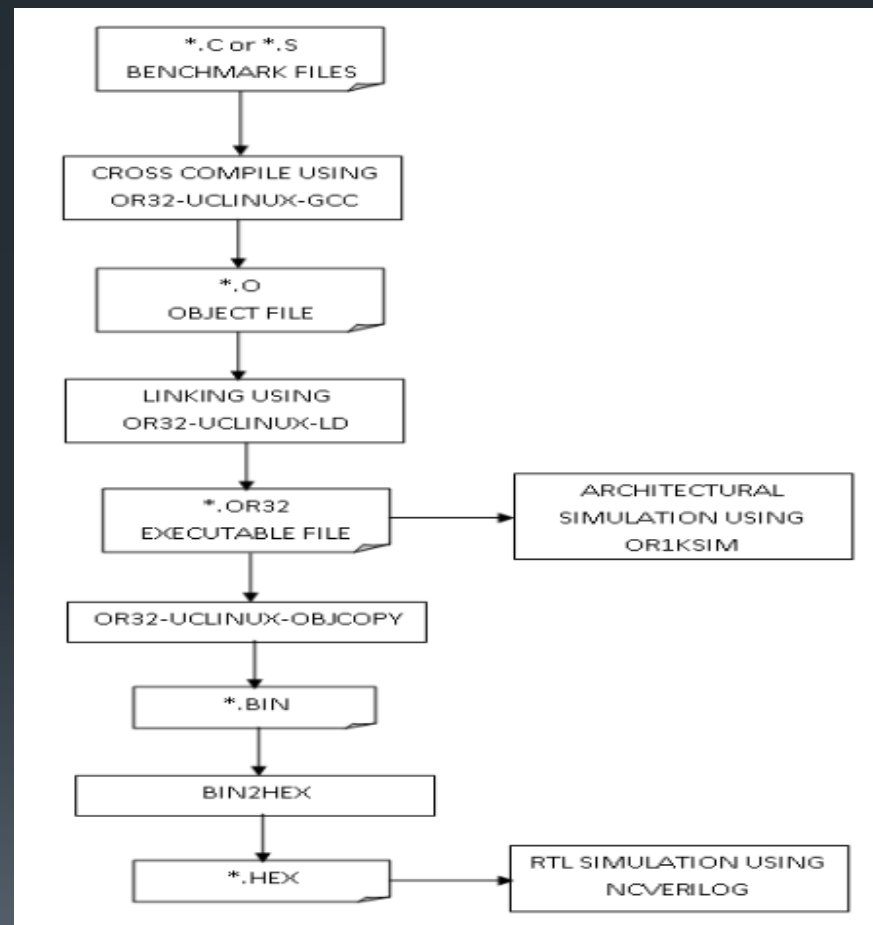 *.C or *.S
BENCHMARK FILES
CROSS COMPILE USING
OR32-UCLINUX-GCC
*.O
OBJECT FILE
LINKING USING
OR32-UCLINUX-LD
*.OR32
EXECUTABLE FILE
ARCHITECTURAL
SIMULATION USING
OR1KSIM
OR32-UCLINUX-OBJCOPY
*.BIN
BIN2HEX
*.HEX
RTL SIMULATION USING
NCVERILOG